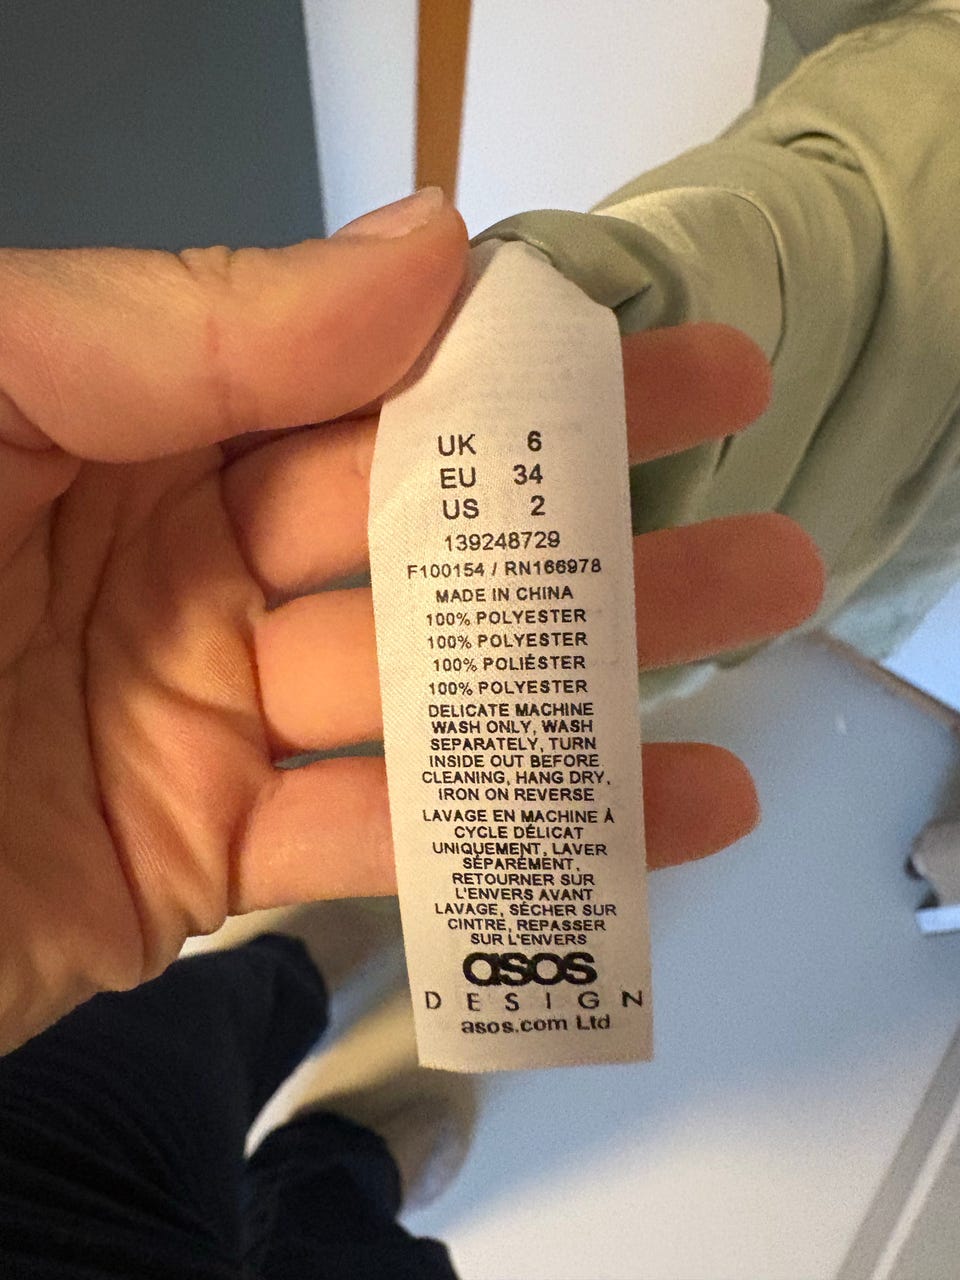 UK 6
EU 34
US 2
139248729
F100154 / RN166978
MADE IN CHINA
100% POLYESTER
100% POLYESTER
100% POLIÉSTER
100% POLYESTER
DELICATE MACHINE
WASH ONLY, WASH
SEPARATELY, TURN
INSIDE OUT BEFORE
CLEANING, HANG DRY,
IRON ON REVERSE
LAVAGE EN MACHINE À
CYCLE DÉLICAT
UNIQUEMENT, LAVER
SÉPARÉMENT,
RETOURNER SUR
L'ENVERS AVANT
LAVAGE, SÉCHER SUR
CINTRE, REPASSER
SUR L'ENVERS
asos
DESIGN
asos.com Ltd